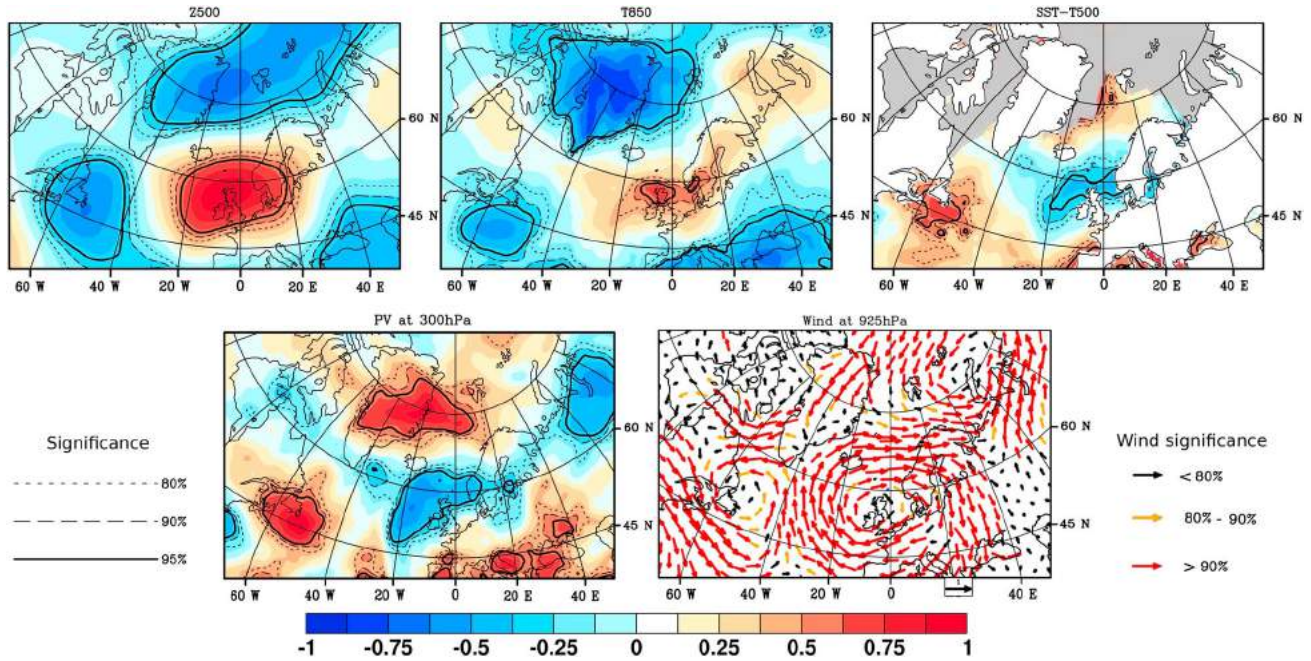 Z500
T850
SST-T500
60 N
60 N
60 N
45 N
45 N
45 N
60 W 40 W 20 W 0 20 E 40 E
60 W 40 W 20 W 0 20 E 40 E
60 W 40 W 20 W 0 20 E 40 E
PV at 300hPa
Wind at 925hPa
Significance
80%
90%
95%
60 N
45 N
60 W 40 W 20 W 0 20 E 40 E
60 N
45 N
60 W 40 W 20 W 0 1 40 E
Wind significance
< 80%
80% - 90%
> 90%
-1 -0.75 -0.5 -0.25 0 0.25 0.5 0.75 1